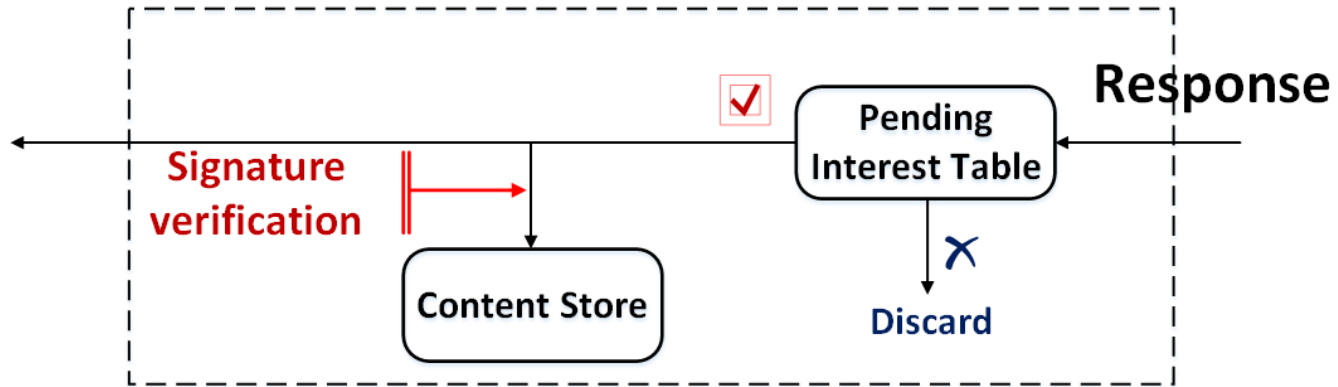 Response
Pending
Interest Table
Signature
verification
Content Store
Discard